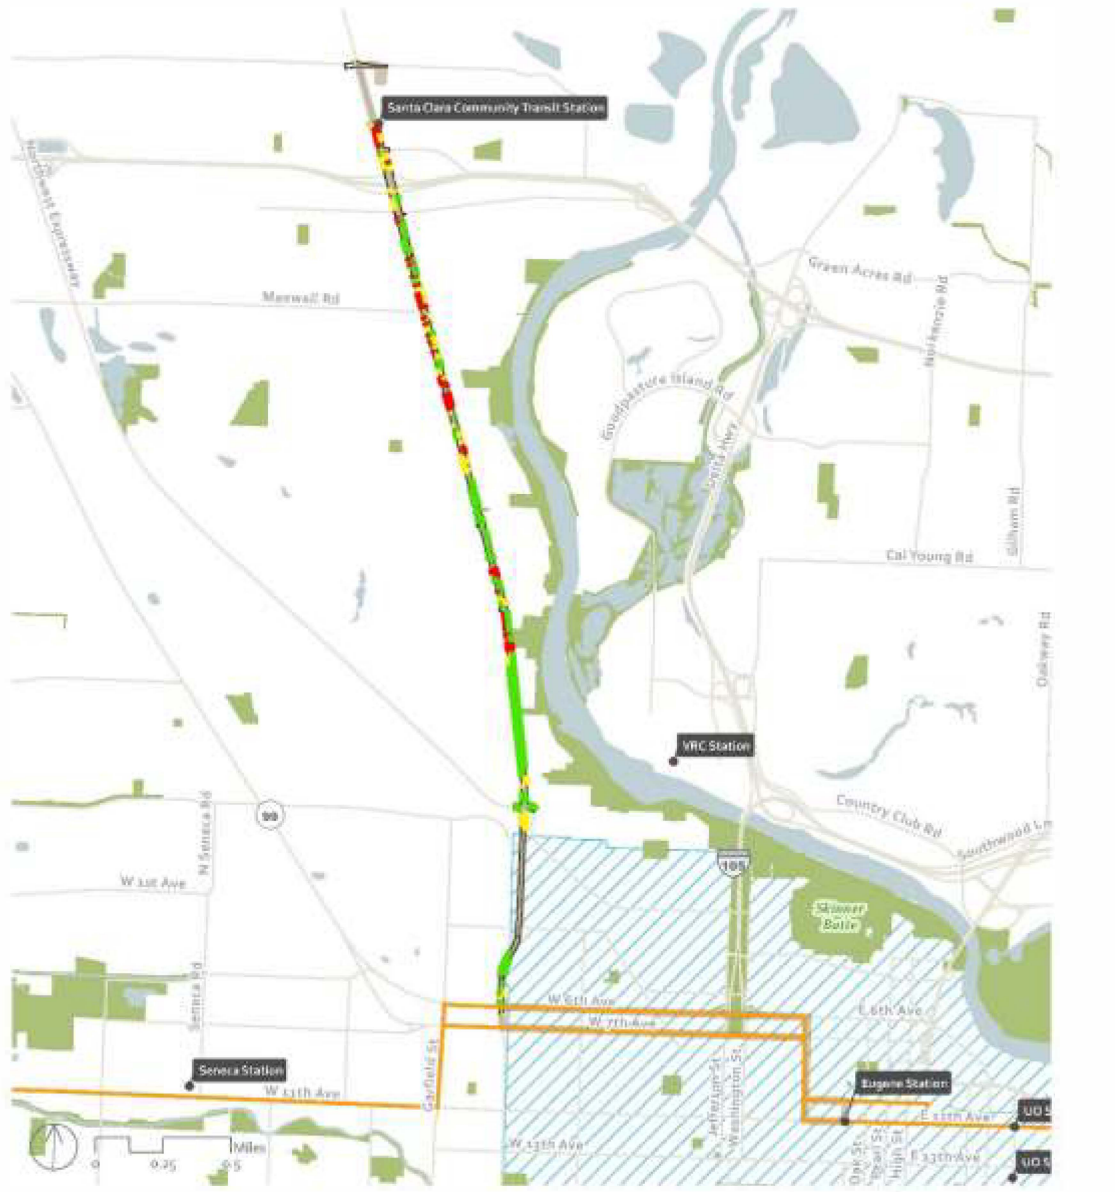 Santa Clara Community Transit Station
Northwest Expressway
Maxwell Rd
Green Acres Rd
Norkenzie Rd
Goodpasture Island Rd
Delta Hwy
Gilham Rd
Cal Young Rd
Oakway Rd
VRC Station
99
N Seneca Rd
Country Club Rd
Southwood Ln
105
W 1st Ave
Skinner
Butte
Seneca Rd
W 6th Ave
E 6th Ave
W 7th Ave
Seneca Station
W 11th Ave
Garfield St
Jefferson St
Washington St
Eugene Station
E 11th Ave
UO S
W 13th Ave
Oak St
Pearl St
High St
E 13th Ave
UO S
Miles
0 0.25 0.5